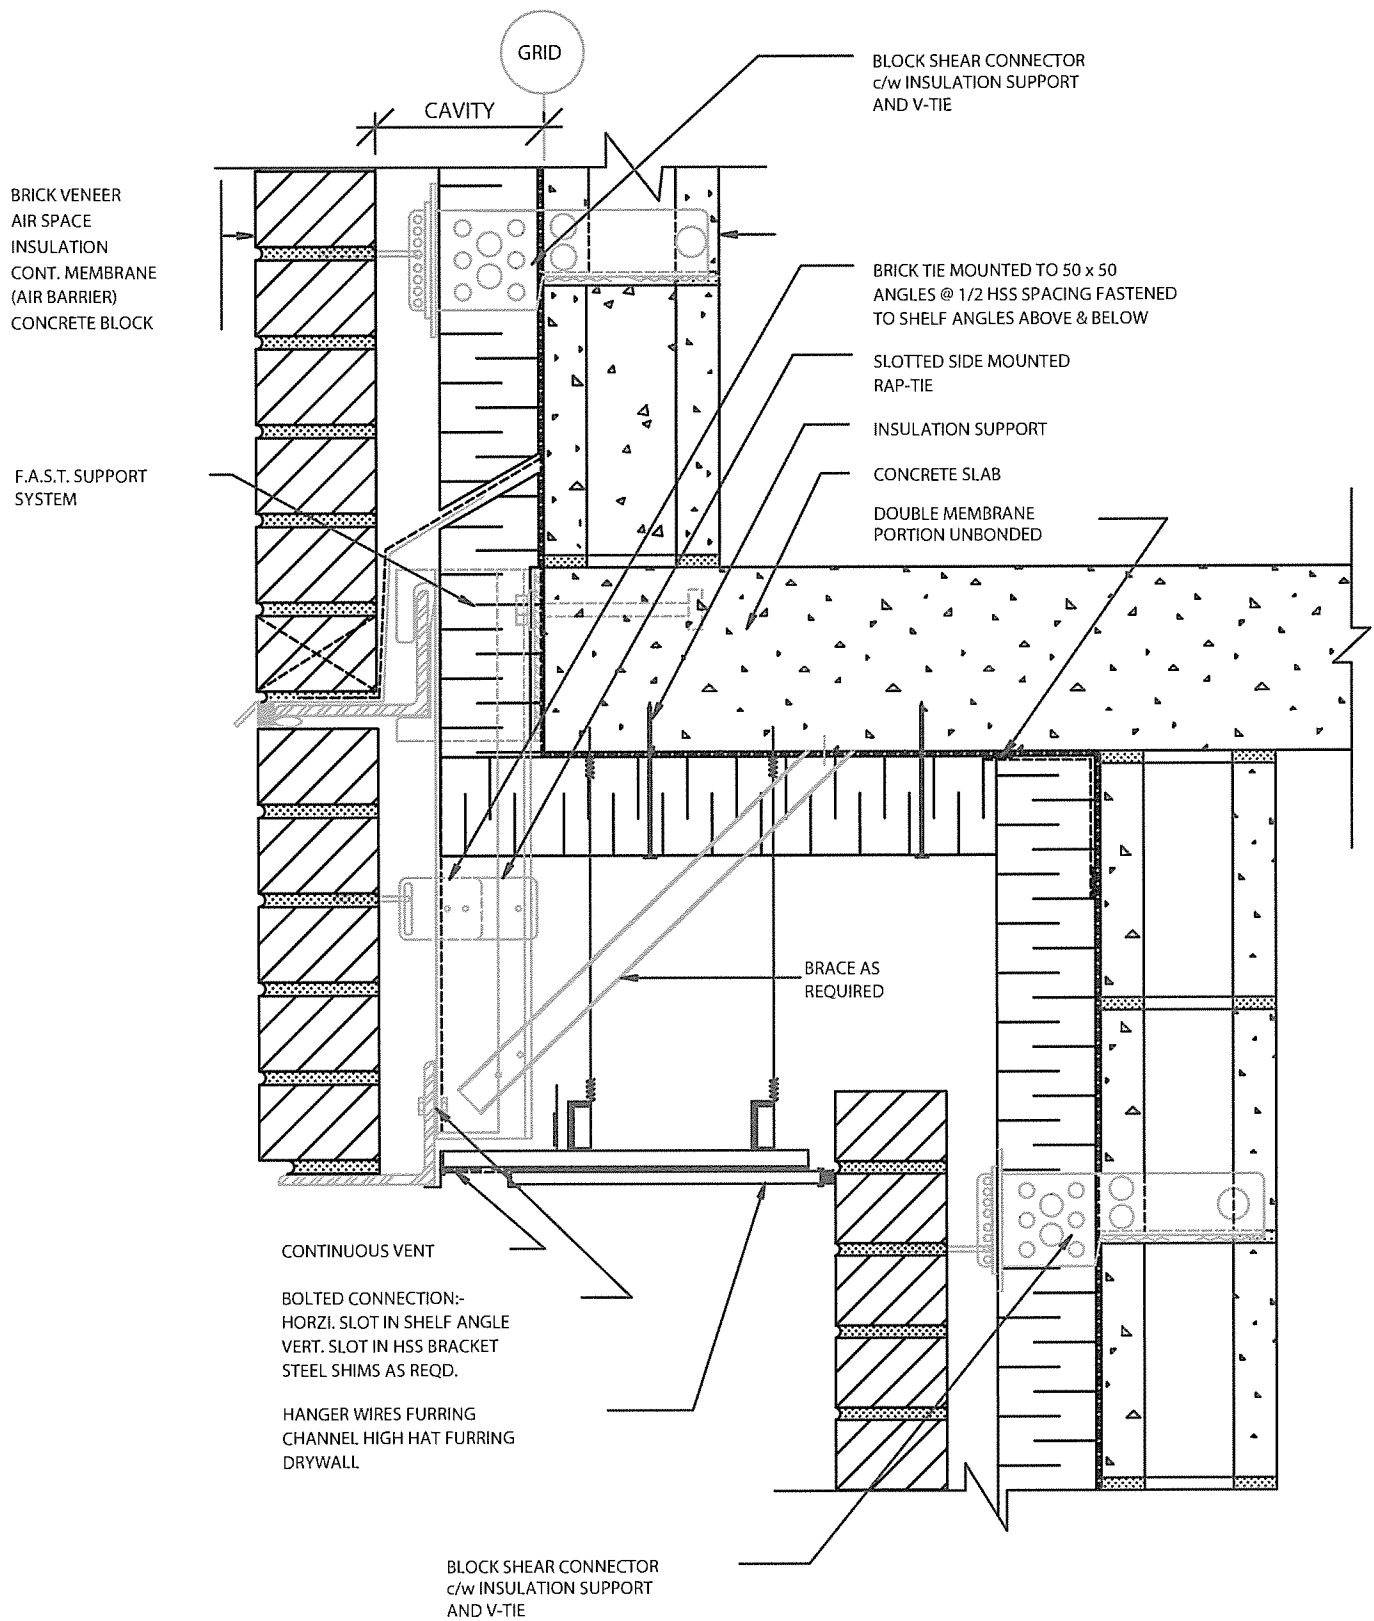 GRID
CAVITY
BLOCK SHEAR CONNECTOR
c/w INSULATION SUPPORT
AND V-TIE
BRICK VENEER
AIR SPACE
INSULATION
CONT. MEMBRANE
(AIR BARRIER)
CONCRETE BLOCK
BRICK TIE MOUNTED TO 50 x 50
ANGLES @ 1/2 HSS SPACING FASTENED
TO SHELF ANGLES ABOVE & BELOW
SLOTTED SIDE MOUNTED
RAP-TIE
INSULATION SUPPORT
F.A.S.T. SUPPORT
SYSTEM
CONCRETE SLAB
DOUBLE MEMBRANE
PORTION UNBONDED
BRACE AS
REQUIRED
CONTINUOUS VENT
BOLTED CONNECTION:-
HORZI. SLOT IN SHELF ANGLE
VERT. SLOT IN HSS BRACKET
STEEL SHIMS AS REQD.
HANGER WIRES FURRING
CHANNEL HIGH HAT FURRING
DRYWALL
BLOCK SHEAR CONNECTOR
c/w INSULATION SUPPORT
AND V-TIE